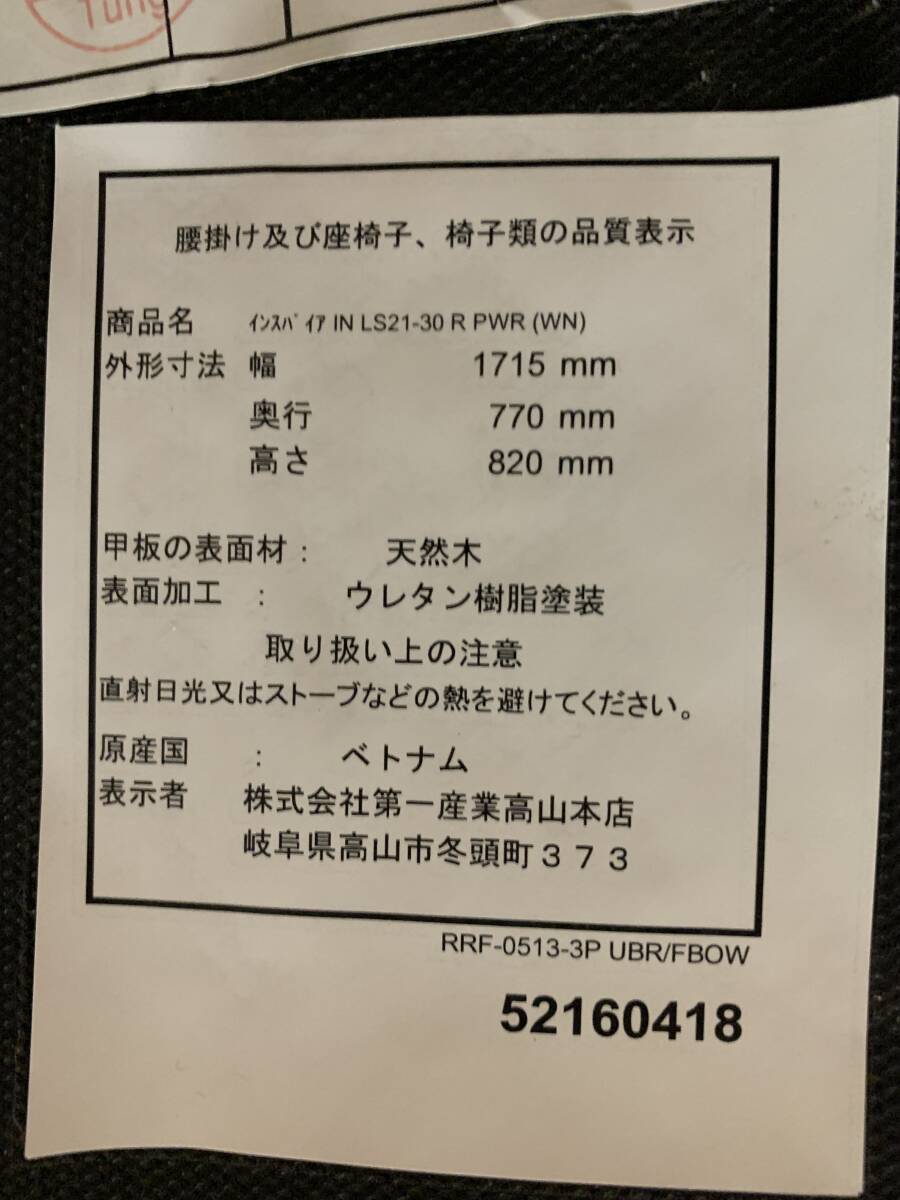 Tung
腰掛け及び座椅子、椅子類の品質表示
商品名 ｲﾝｽﾊﾟｲｱ IN LS21-30 R PWR (WN)
外形寸法 幅 1715 mm
奥行 770 mm
高さ 820 mm
甲板の表面材： 天然木
表面加工 ： ウレタン樹脂塗装
取り扱い上の注意
直射日光又はストーブなどの熱を避けてください。
原産国 ： ベトナム
表示者 株式会社第一産業高山本店
岐阜県高山市冬頭町３７３
RRF-0513-3P UBR/FBOW
52160418